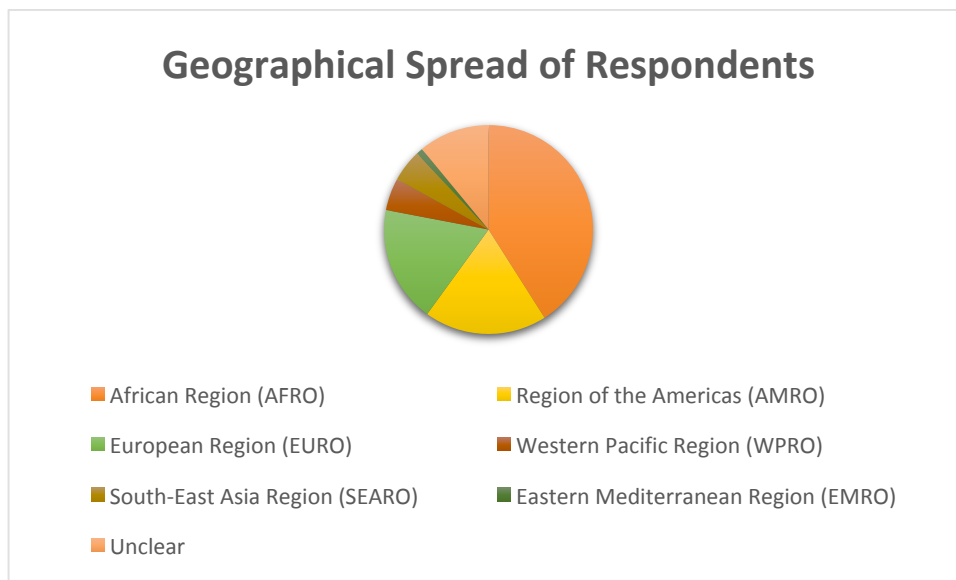 Geographical Spread of Respondents
African Region (AFRO)
Region of the Americas (AMRO)
European Region (EURO)
Western Pacific Region (WPRO)
South-East Asia Region (SEARO)
Eastern Mediterranean Region (EMRO)
Unclear